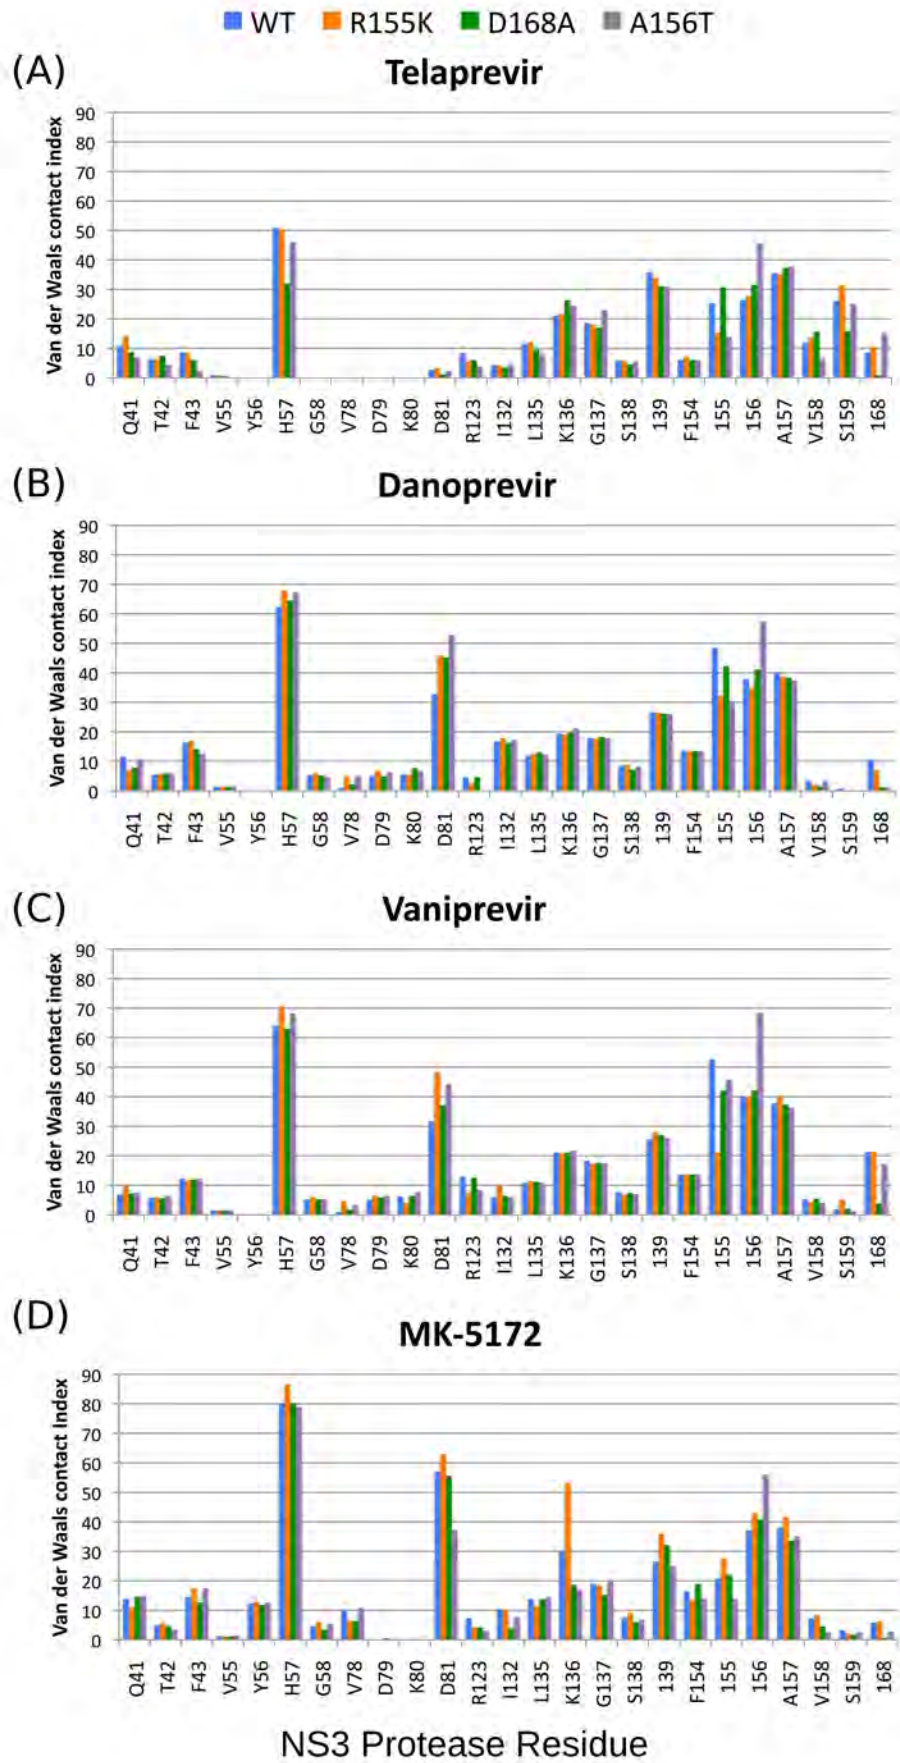 WT R155K D168A A156T
(A)
Telaprevir
Van der Waals contact index
90
80
70
60
50
40
30
20
10
0
Q41 T42 F43 V55 Y56 H57 G58 V78 D79 K80 D81 R123 I132 L135 K136 G137 S138 139 F154 155 156 A157 V158 S159 168
(B)
Danoprevir
Van der Waals contact index
90
80
70
60
50
40
30
20
10
0
Q41 T42 F43 V55 Y56 H57 G58 V78 D79 K80 D81 R123 I132 L135 K136 G137 S138 139 F154 155 156 A157 V158 S159 168
(C)
Vaniprevir
Van der Waals contact index
90
80
70
60
50
40
30
20
10
0
Q41 T42 F43 V55 Y56 H57 G58 V78 D79 K80 D81 R123 I132 L135 K136 G137 S138 139 F154 155 156 A157 V158 S159 168
(D)
MK-5172
Van der Waals contact Index
90
80
70
60
50
40
30
20
10
0
Q41 T42 F43 V55 Y56 H57 G58 V78 D79 K80 D81 R123 I132 L135 K136 G137 S138 139 F154 155 156 A157 V158 S159 168
NS3 Protease Residue